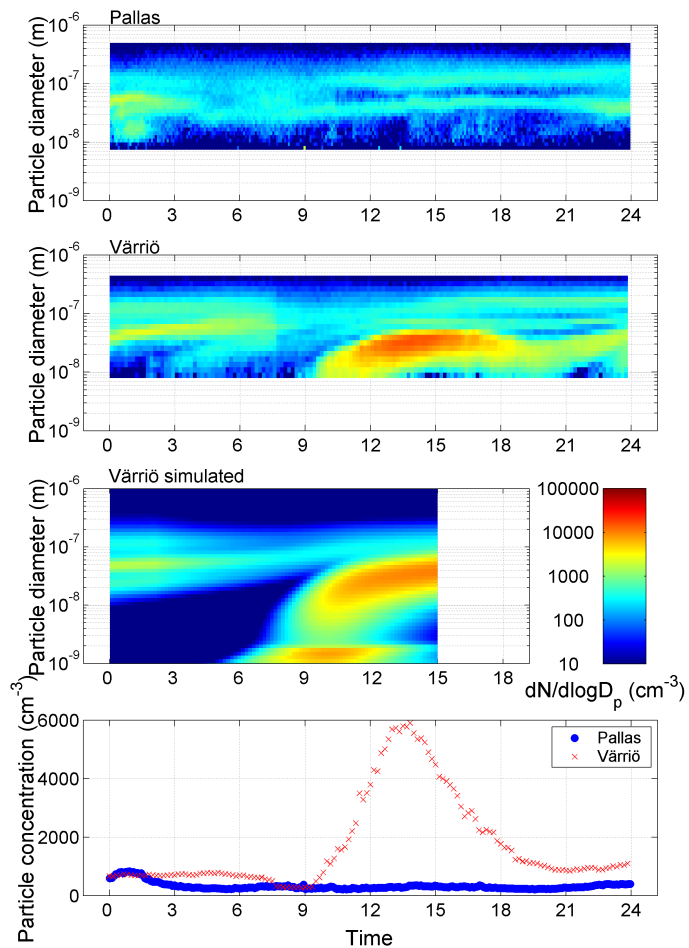 Pallas
Particle diameter (m)
10-6
10-7
10-8
10-9
0 3 6 9 12 15 18 21 24
Värriö
Particle diameter (m)
10-6
10-7
10-8
10-9
0 3 6 9 12 15 18 21 24
Värriö simulated
Particle diameter (m)
10-6
10-7
10-8
10-9
0 3 6 9 12 15 18
100000
10000
1000
100
10
dN/dlogDp (cm-3)
Particle concentration (cm-3)
6000
4000
2000
0
Pallas
Värriö
0 3 6 9 12 15 18 21 24
Time